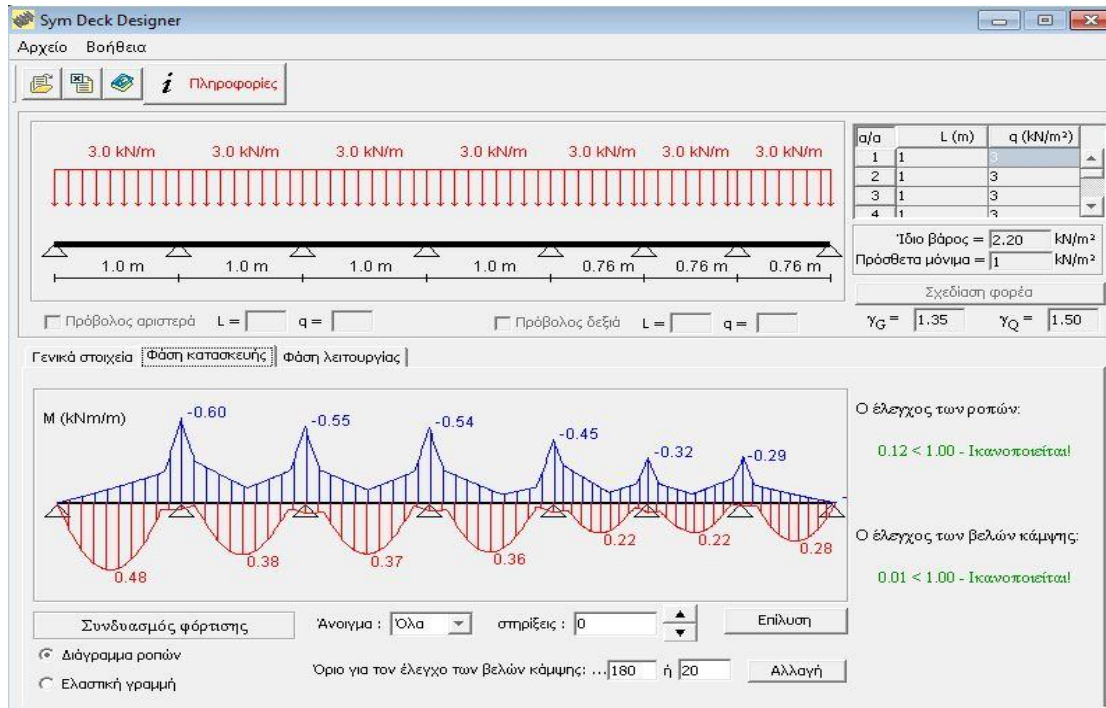 Sym Deck Designer
Αρχείο Βοήθεια
i Πληροφορίες
3.0 kN/m 3.0 kN/m 3.0 kN/m 3.0 kN/m 3.0 kN/m 3.0 kN/m 3.0 kN/m
1.0 m 1.0 m 1.0 m 1.0 m 0.76 m 0.76 m 0.76 m
α/α L (m) q (kN/m²)
1 1 3
2 1 3
3 1 3
4 1 3
Ίδιο βάρος = 2.20 kN/m²
Πρόσθετα μόνιμα = 1 kN/m²
Σχεδίαση φορέα
Πρόβολος αριστερά L = q = Πρόβολος δεξιά L = q =
γG = 1.35 γQ = 1.50
Γενικά στοιχεία Φάση κατασκευής Φάση λειτουργίας
M (kNm/m)
-0.60 -0.55 -0.54 -0.45 -0.32 -0.29 -
0.48 0.38 0.37 0.36 0.22 0.22 0.28
Ο έλεγχος των ροπών:
0.12 < 1.00 - Ικανοποιείται!
Ο έλεγχος των βελών κάμψης:
0.01 < 1.00 - Ικανοποιείται!
Συνδυασμός φόρτισης Άνοιγμα : Όλα στηρίξεις : 0 Επίλυση
Διάγραμμα ροπών
Ελαστική γραμμή
Όριο για τον έλεγχο των βελών κάμψης: ...180 ή 20 Αλλαγή